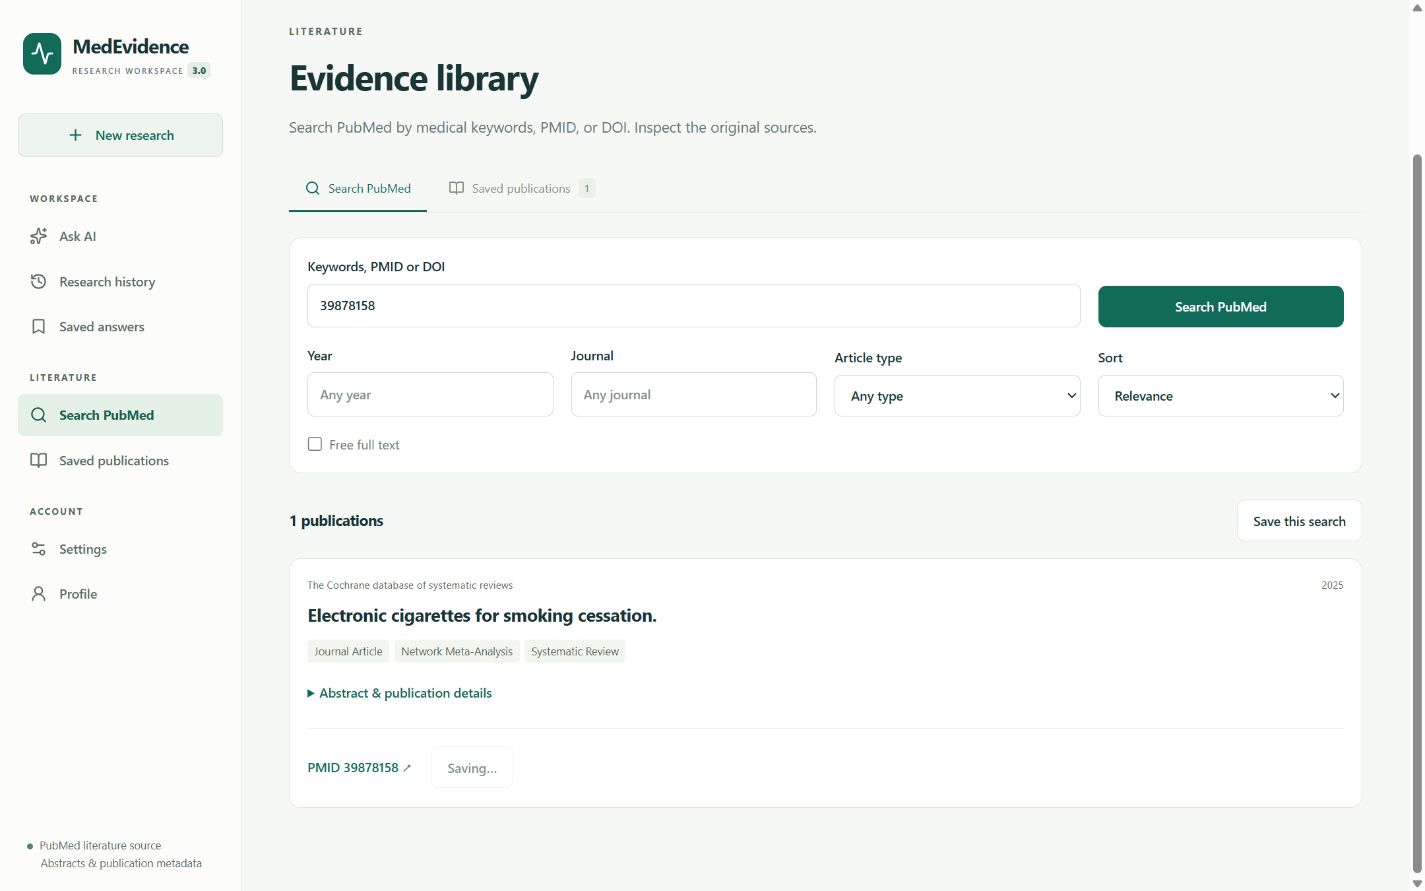 MedEvidence
RESEARCH WORKSPACE 3.0
New research
WORKSPACE
Ask AI
Research history
Saved answers
LITERATURE
Search PubMed
Saved publications
ACCOUNT
Settings
Profile
PubMed literature source
Abstracts & publication metadata
LITERATURE
Evidence library
Search PubMed by medical keywords, PMID, or DOI. Inspect the original sources.
Search PubMed
Saved publications 1
Keywords, PMID or DOI
39878158
Search PubMed
Year
Any year
Journal
Any journal
Article type
Any type
Sort
Relevance
Free full text
1 publications
Save this search
The Cochrane database of systematic reviews
2025
Electronic cigarettes for smoking cessation.
Journal Article
Network Meta-Analysis
Systematic Review
Abstract & publication details
PMID 39878158 ↗
Saving...